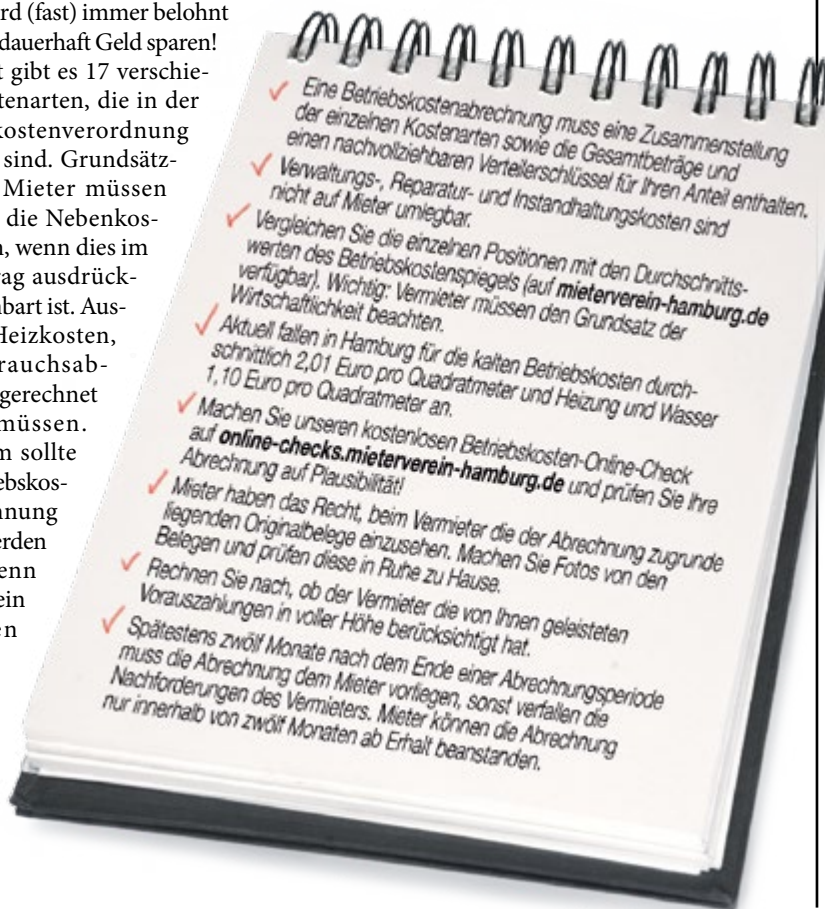 rd (fast) immer belohnt
dauerhaft Geld sparen!
t gibt es 17 verschie-
tenarten, die in der
kostenverordnung
sind. Grundsätz-
Mieter müssen
die Nebenkos-
n, wenn dies im
rag ausdrück-
nbart ist. Aus-
Heizkosten,
rauchsab-
gerechnet
müssen.
m sollte
ebskos-
hnung
erden
enn
ein
en
Eine Betriebskostenabrechnung muss eine Zusammenstellung
der einzelnen Kostenarten sowie die Gesamtbeträge und
einen nachvollziehbaren Verteilerschlüssel für Ihren Anteil enthalten.
Verwaltungs-, Reparatur- und Instandhaltungskosten sind
nicht auf Mieter umlegbar.
Vergleichen Sie die einzelnen Positionen mit den Durchschnitts-
werten des Betriebskostenspiegels (auf mieterverein-hamburg.de
verfügbar). Wichtig: Vermieter müssen den Grundsatz der
Wirtschaftlichkeit beachten.
Aktuell fallen in Hamburg für die kalten Betriebskosten durch-
schnittlich 2,01 Euro pro Quadratmeter und Heizung und Wasser
1,10 Euro pro Quadratmeter an.
Machen Sie unseren kostenlosen Betriebskosten-Online-Check
auf online-checks.mieterverein-hamburg.de und prüfen Sie Ihre
Abrechnung auf Plausibilität!
Mieter haben das Recht, beim Vermieter die der Abrechnung zugrunde
liegenden Originalbelege einzusehen. Machen Sie Fotos von den
Belegen und prüfen diese in Ruhe zu Hause.
Rechnen Sie nach, ob der Vermieter die von Ihnen geleisteten
Vorauszahlungen in voller Höhe berücksichtigt hat.
Spätestens zwölf Monate nach dem Ende einer Abrechnungsperiode
muss die Abrechnung dem Mieter vorliegen, sonst verfallen die
Nachforderungen des Vermieters. Mieter können die Abrechnung
nur innerhalb von zwölf Monaten ab Erhalt beanstanden.